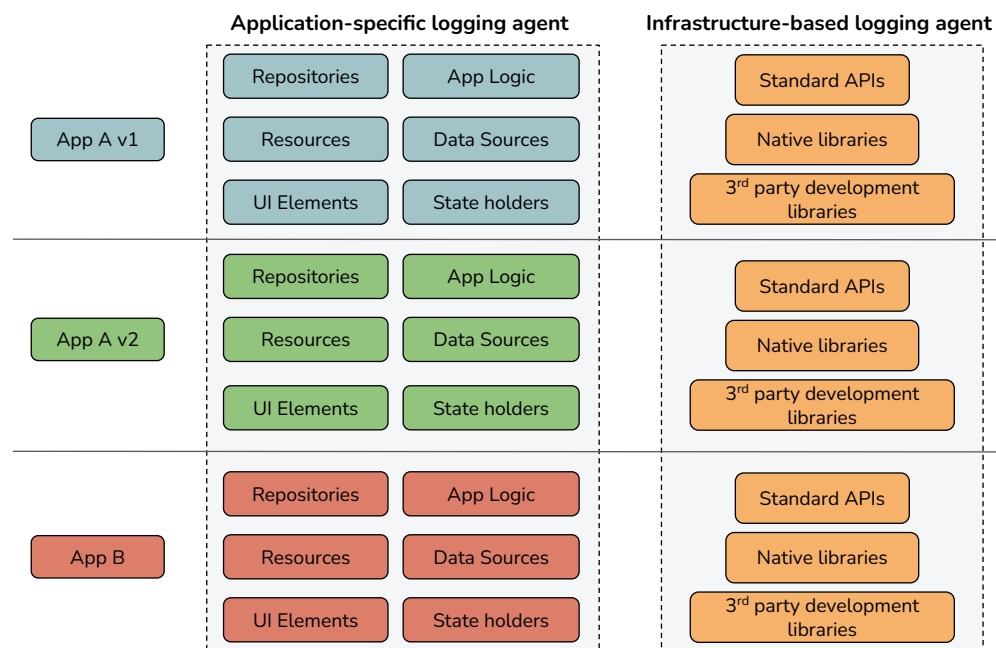 Application-specific logging agent
Infrastructure-based logging agent
App A v1
Repositories
App Logic
Resources
Data Sources
UI Elements
State holders
Standard APIs
Native libraries
3rd party development
libraries
App A v2
Repositories
App Logic
Resources
Data Sources
UI Elements
State holders
Standard APIs
Native libraries
3rd party development
libraries
App B
Repositories
App Logic
Resources
Data Sources
UI Elements
State holders
Standard APIs
Native libraries
3rd party development
libraries